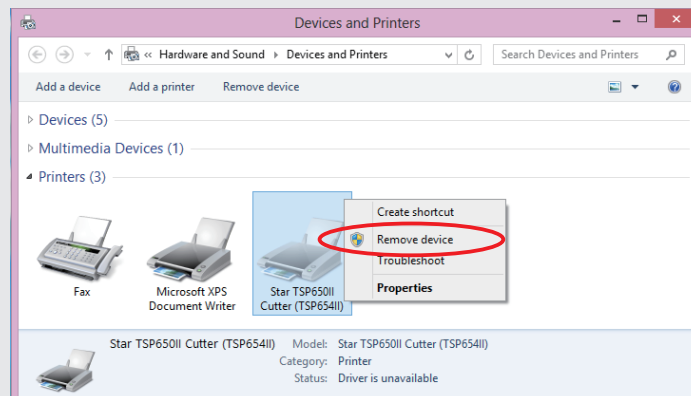 Devices and Printers
« Hardware and Sound Devices and Printers Search Devices and Printers
Add a device Add a printer Remove device
Devices (5)
Multimedia Devices (1)
Printers (3)
Create shortcut
Remove device
Troubleshoot
Properties
Fax
Microsoft XPS
Document Writer
Star TSP650II
Cutter (TSP654II)
Star TSP650II Cutter (TSP654II) Model: Star TSP650II Cutter (TSP654II)
Category: Printer
Status: Driver is unavailable